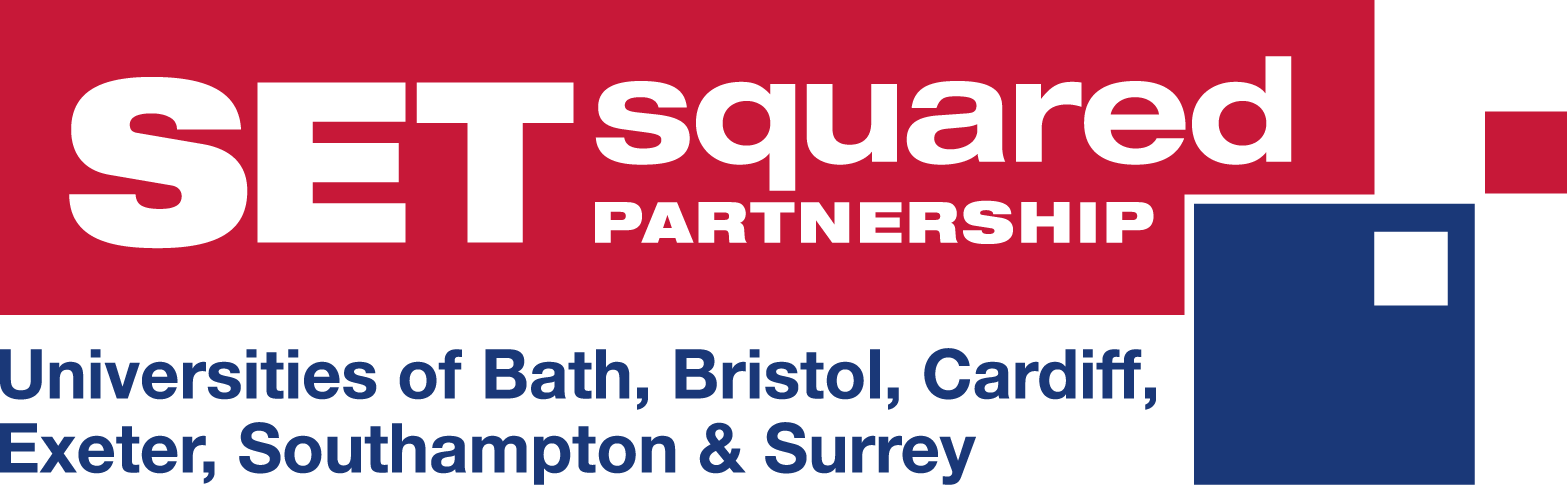 SET squared
PARTNERSHIP
Universities of Bath, Bristol, Cardiff,
Exeter, Southampton & Surrey